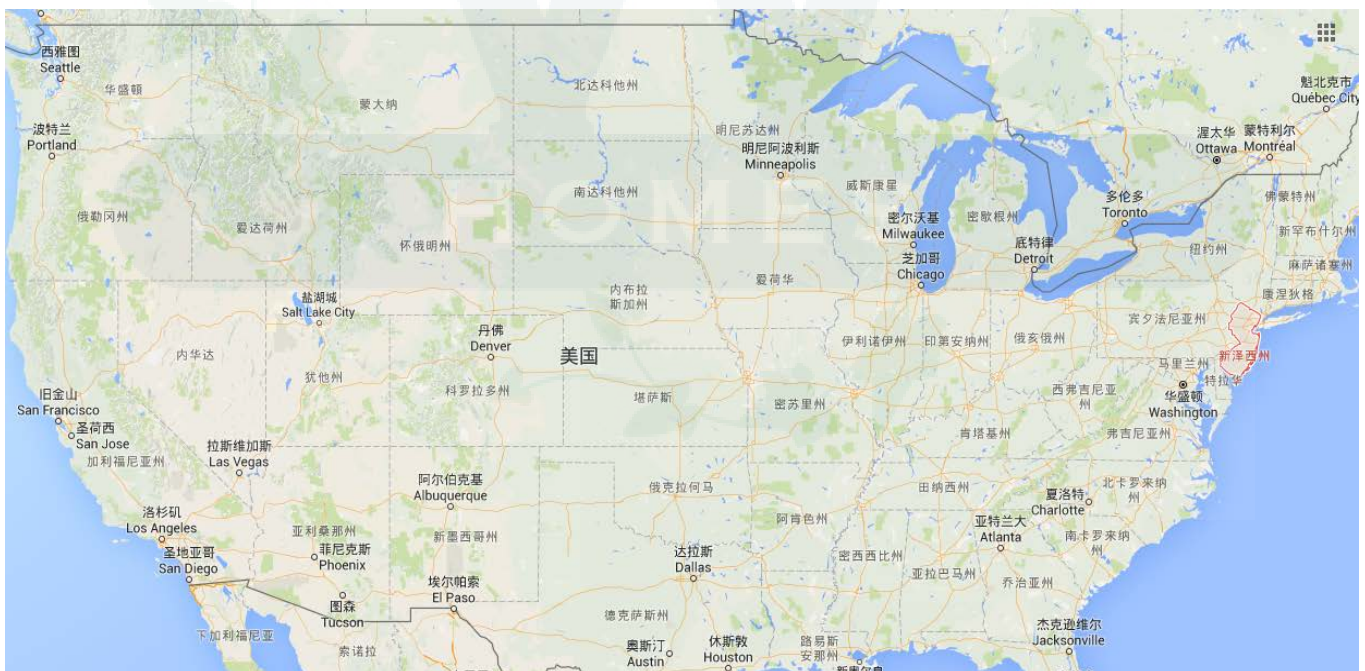 西雅图
Seattle
华盛顿
蒙大纳
北达科他州
魁北克市
Québec City
波特兰
Portland
明尼苏达州
明尼阿波利斯
Minneapolis
渥太华
Ottawa
蒙特利尔
Montréal
俄勒冈州
爱达荷州
南达科他州
HOME
威斯康星
密歇根州
多伦多
Toronto
佛蒙特州
怀俄明州
密尔沃基
Milwaukee
底特律
Detroit
纽约州
新罕布什尔州
芝加哥
Chicago
麻萨诸塞州
盐湖城
Salt Lake City
内布拉
斯加州
爱荷华
康涅狄格
丹佛
Denver
美国
伊利诺伊州
印第安纳州
俄亥俄州
宾夕法尼亚州
内华达
犹他州
科罗拉多州
堪萨斯
密苏里州
新泽西州
马里兰州
特拉华
西弗吉尼亚
州
华盛顿
Washington
旧金山
San Francisco
圣荷西
San Jose
加利福尼亚州
拉斯维加斯
Las Vegas
肯塔基州
弗吉尼亚州
阿尔伯克基
Albuquerque
俄克拉何马
田纳西州
夏洛特
Charlotte
北卡罗来纳
州
洛杉矶
Los Angeles
亚利桑那州
新墨西哥州
阿肯色州
亚特兰大
Atlanta
南卡罗来纳
州
圣地亚哥
San Diego
菲尼克斯
Phoenix
达拉斯
Dallas
密西西比州
亚拉巴马州
乔治亚州
图森
Tucson
埃尔帕索
El Paso
德克萨斯州
下加利福尼亚
索诺拉
奥斯汀
Austin
休斯敦
Houston
路易斯
安那州
杰克逊维尔
Jacksonville